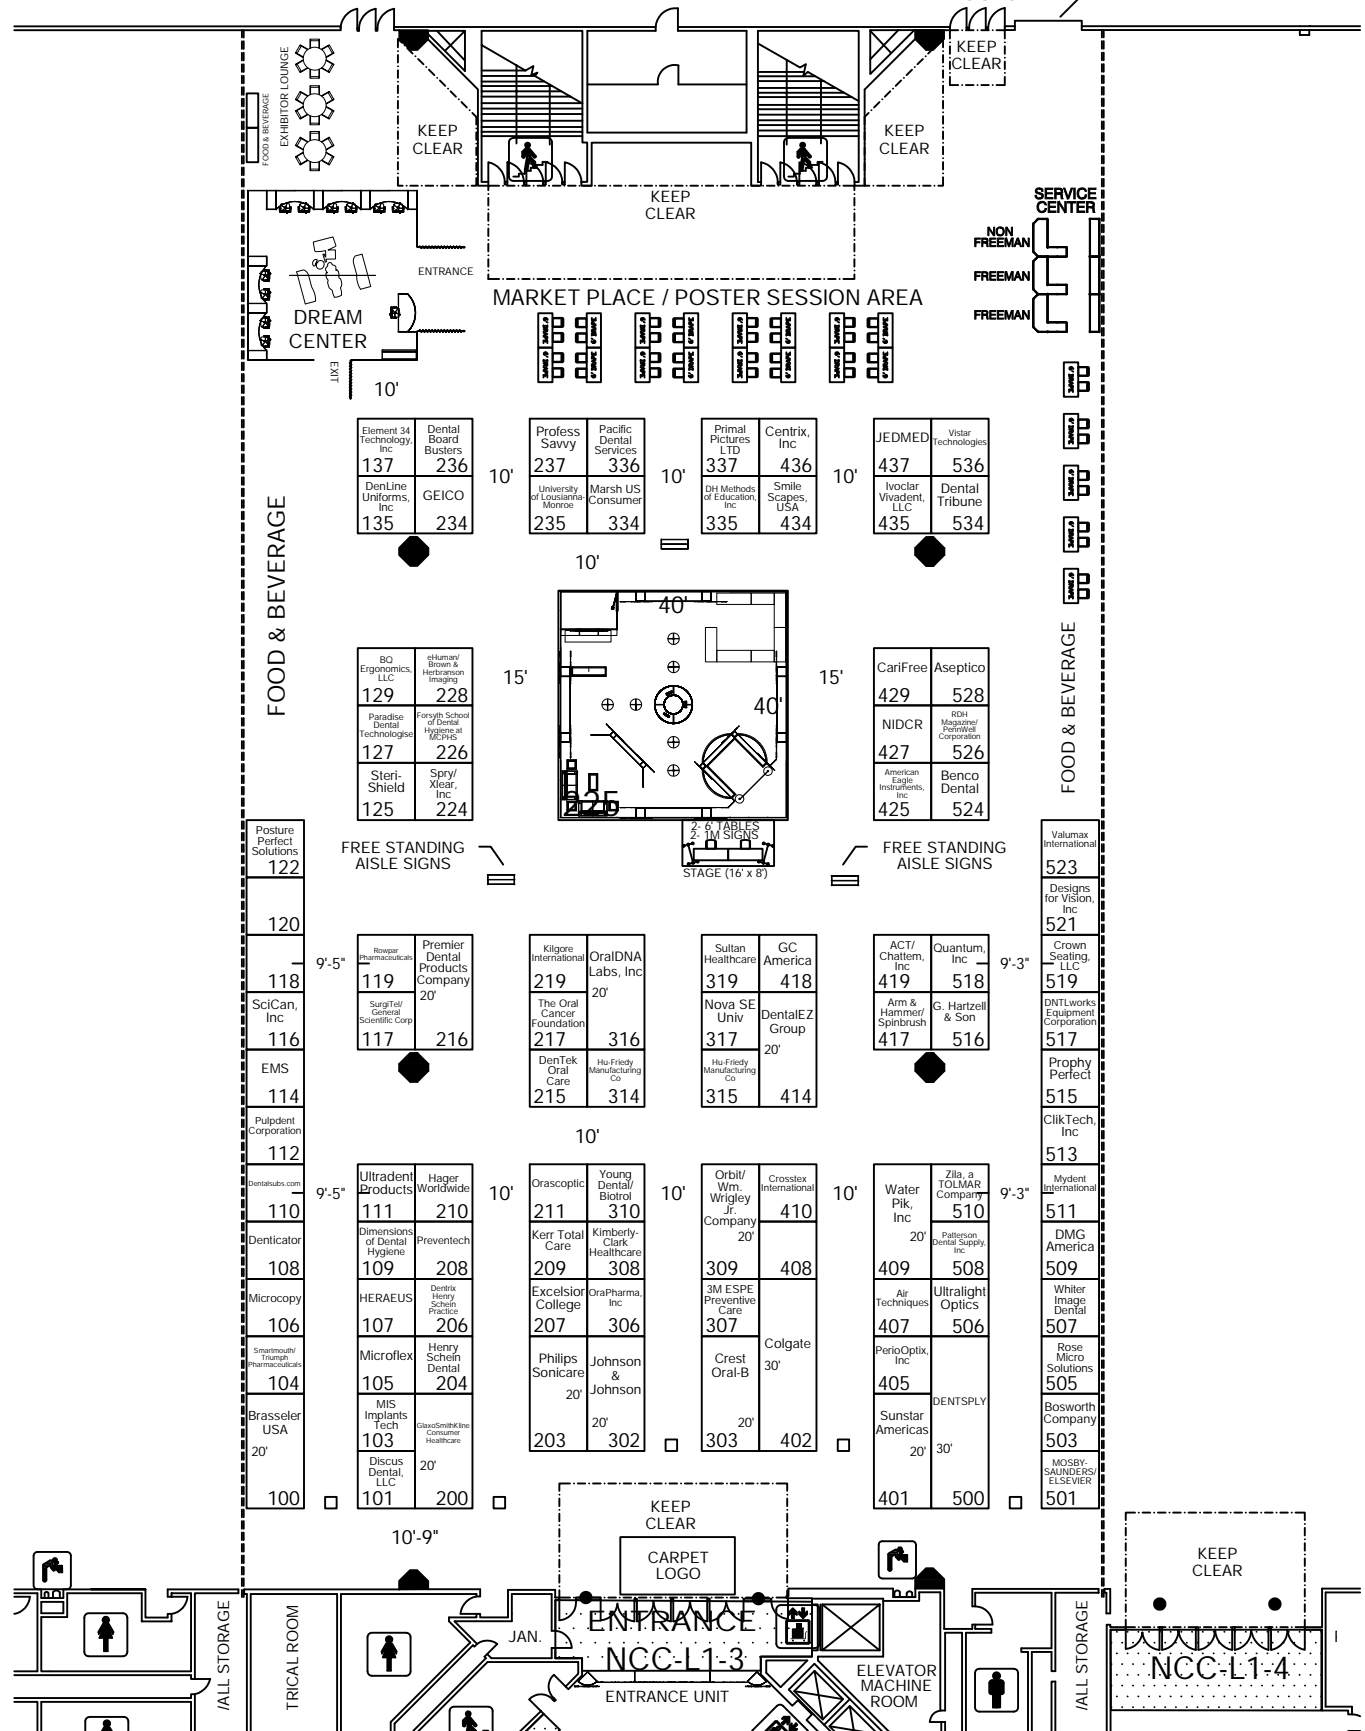 KEEP
CLEAR
EXHIBITOR LOUNGE
FOOD & BEVERAGE
KEEP
CLEAR
KEEP
CLEAR
KEEP
CLEAR
SERVICE
CENTER
NON
FREEMAN
FREEMAN
FREEMAN
ENTRANCE
DREAM
CENTER
EXIT
10'
MARKET PLACE / POSTER SESSION AREA
Element 34
Technology,
Inc
137
Dental
Board
Busters
236
Profess
Savvy
237
Pacific
Dental
Services
336
Primal
Pictures
LTD
337
Centrix,
Inc
436
JEDMED
437
Vistar
Technologies
536
10'
10'
10'
DenLine
Uniforms,
Inc
135
GEICO
234
University
of Lousianna-
Monroe
235
Marsh US
Consumer
334
DH Methods
of Education,
Inc
335
Smile
Scapes,
USA
434
Ivoclar
Vivadent,
LLC
435
Dental
Tribune
534
10'
FOOD & BEVERAGE
FOOD & BEVERAGE
40'
40'
225
15'
15'
BQ
Ergonomics,
LLC
129
eHuman/
Brown &
Herbranson
Imaging
228
CariFree
429
Aseptico
528
Paradise
Dental
Technologise
127
Forsyth School
of Dental
Hygiene at
MCPHS
226
NIDCR
427
RDH
Magazine/
PennWell
Corporation
526
Steri-
Shield
125
Spry/
Xlear,
Inc
224
American
Eagle
Instruments,
Inc
425
Benco
Dental
524
2- 6' TABLES
2- 1M SIGNS
STAGE (16' x 8')
FREE STANDING
AISLE SIGNS
FREE STANDING
AISLE SIGNS
Posture
Perfect
Solutions
122
120
118
SciCan,
Inc
116
EMS
114
Pulpdent
Corporation
112
Dentalsubs.com
110
Denticator
108
Microcopy
106
Smartmouth/
Triumph
Pharmaceuticals
104
Brasseler
USA
20'
100
9'-5"
Rowpar
Pharmaceuticals
119
Premier
Dental
Products
Company
20'
216
SurgiTel/
General
Scientific Corp
117
Kilgore
International
219
OralDNA
Labs, Inc
20'
316
The Oral
Cancer
Foundation
217
DenTek
Oral
Care
215
Hu-Friedy
Manufacturing
Co
314
Sultan
Healthcare
319
GC
America
418
Nova SE
Univ
317
DentalEZ
Group
20'
414
Hu-Friedy
Manufacturing
Co
315
ACT/
Chattem,
Inc
419
Quantum,
Inc
518
Arm &
Hammer/
Spinbrush
417
G. Hartzell
& Son
516
9'-3"
Valumax
International
523
Designs
for Vision,
Inc
521
Crown
Seating,
LLC
519
DNTLworks
Equipment
Corporation
517
Prophy
Perfect
515
ClikTech,
Inc
513
Mydent
International
511
DMG
America
509
Whiter
Image
Dental
507
Rose
Micro
Solutions
505
Bosworth
Company
503
MOSBY-
SAUNDERS/
ELSEVIER
501
10'
9'-5"
Ultradent
Products
111
Hager
Worldwide
210
Dimensions
of Dental
Hygiene
109
Preventech
208
HERAEUS
107
Dentrix
Henry
Schein
Practice
206
Microflex
105
Henry
Schein
Dental
204
MIS
Implants
Tech
103
GlaxoSmithKline
Consumer
Healthcare
20'
200
Discus
Dental,
LLC
101
10'
Orascoptic
211
Young
Dental/
Biotrol
310
Kerr Total
Care
209
Kimberly-
Clark
Healthcare
308
Excelsior
College
207
OraPharma,
Inc
306
Philips
Sonicare
20'
203
Johnson
&
Johnson
20'
302
10'
Orbit/
Wm.
Wrigley
Jr.
Company
20'
309
Crosstex
International
410
408
3M ESPE
Preventive
Care
307
Colgate
30'
402
Crest
Oral-B
20'
303
10'
Water
Pik,
Inc
20'
409
Zila, a
TOLMAR
Company
510
Patterson
Dental Supply,
Inc
508
Air
Techniques
407
Ultralight
Optics
506
PerioOptix,
Inc
405
DENTSPLY
30'
500
Sunstar
Americas
20'
401
9'-3"
10'-9"
KEEP
CLEAR
CARPET
LOGO
KEEP
CLEAR
ENTRANCE
NCC-L1-3
ENTRANCE UNIT
JAN.
ELEVATOR
MACHINE
ROOM
NCC-L1-4
/ALL STORAGE
TRICAL ROOM
/ALL STORAGE